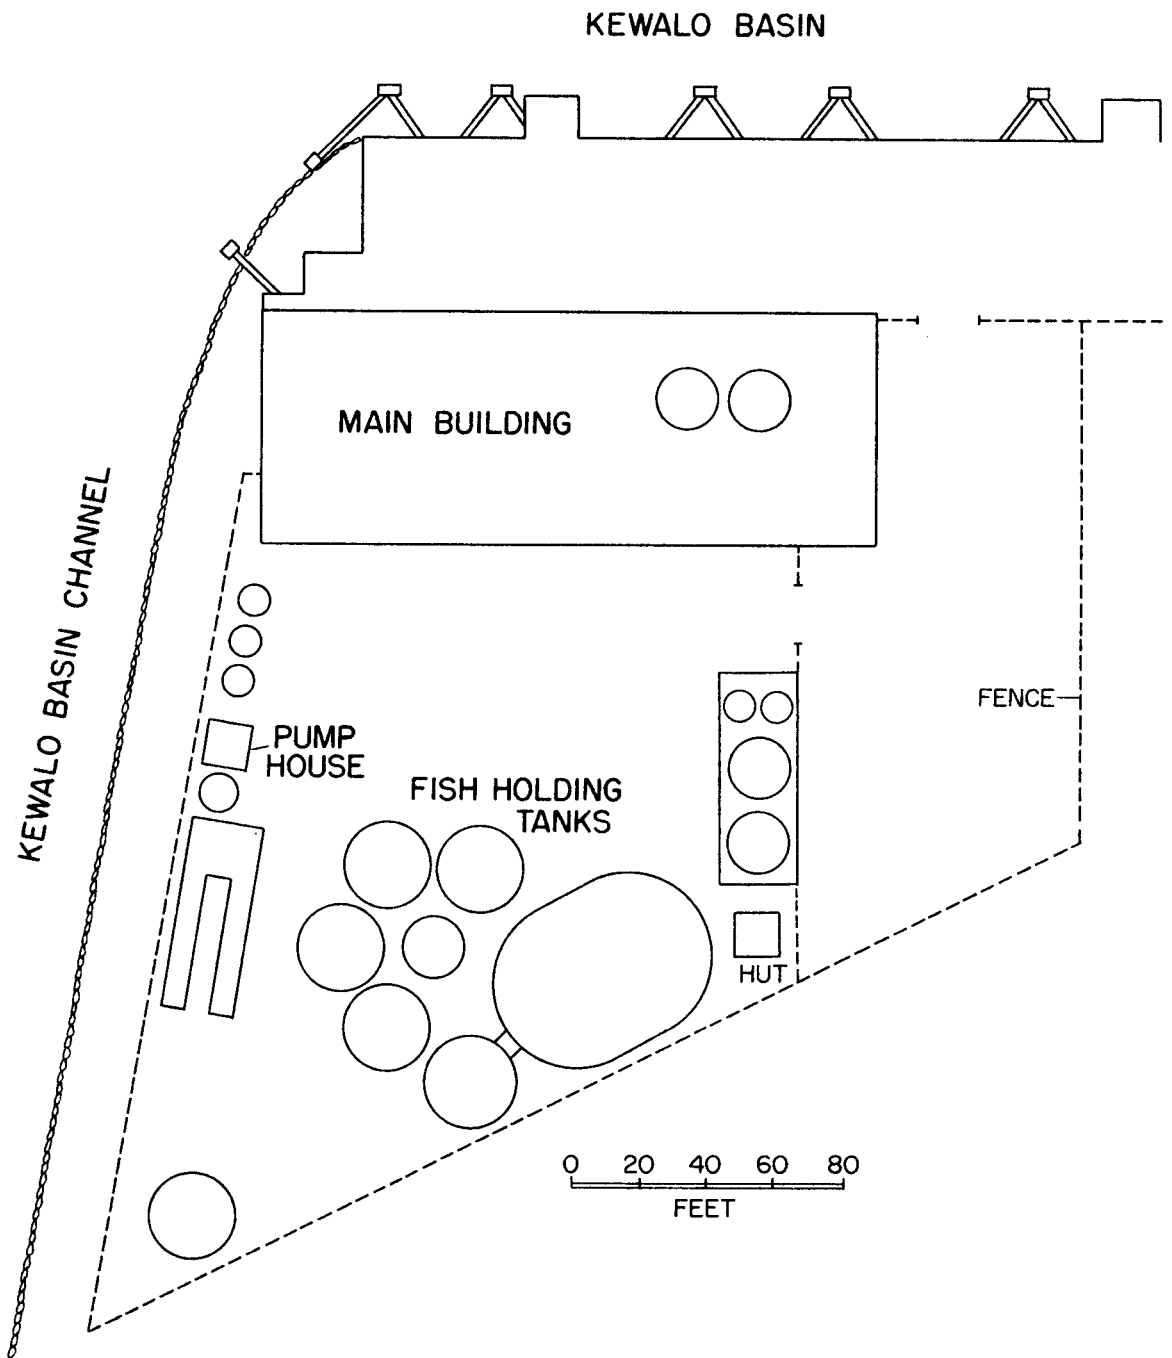 KEWALO BASIN
MAIN BUILDING
KEWALO BASIN CHANNEL
FENCE
PUMP
HOUSE
FISH HOLDING
TANKS
HUT
0 20 40 60 80
FEET